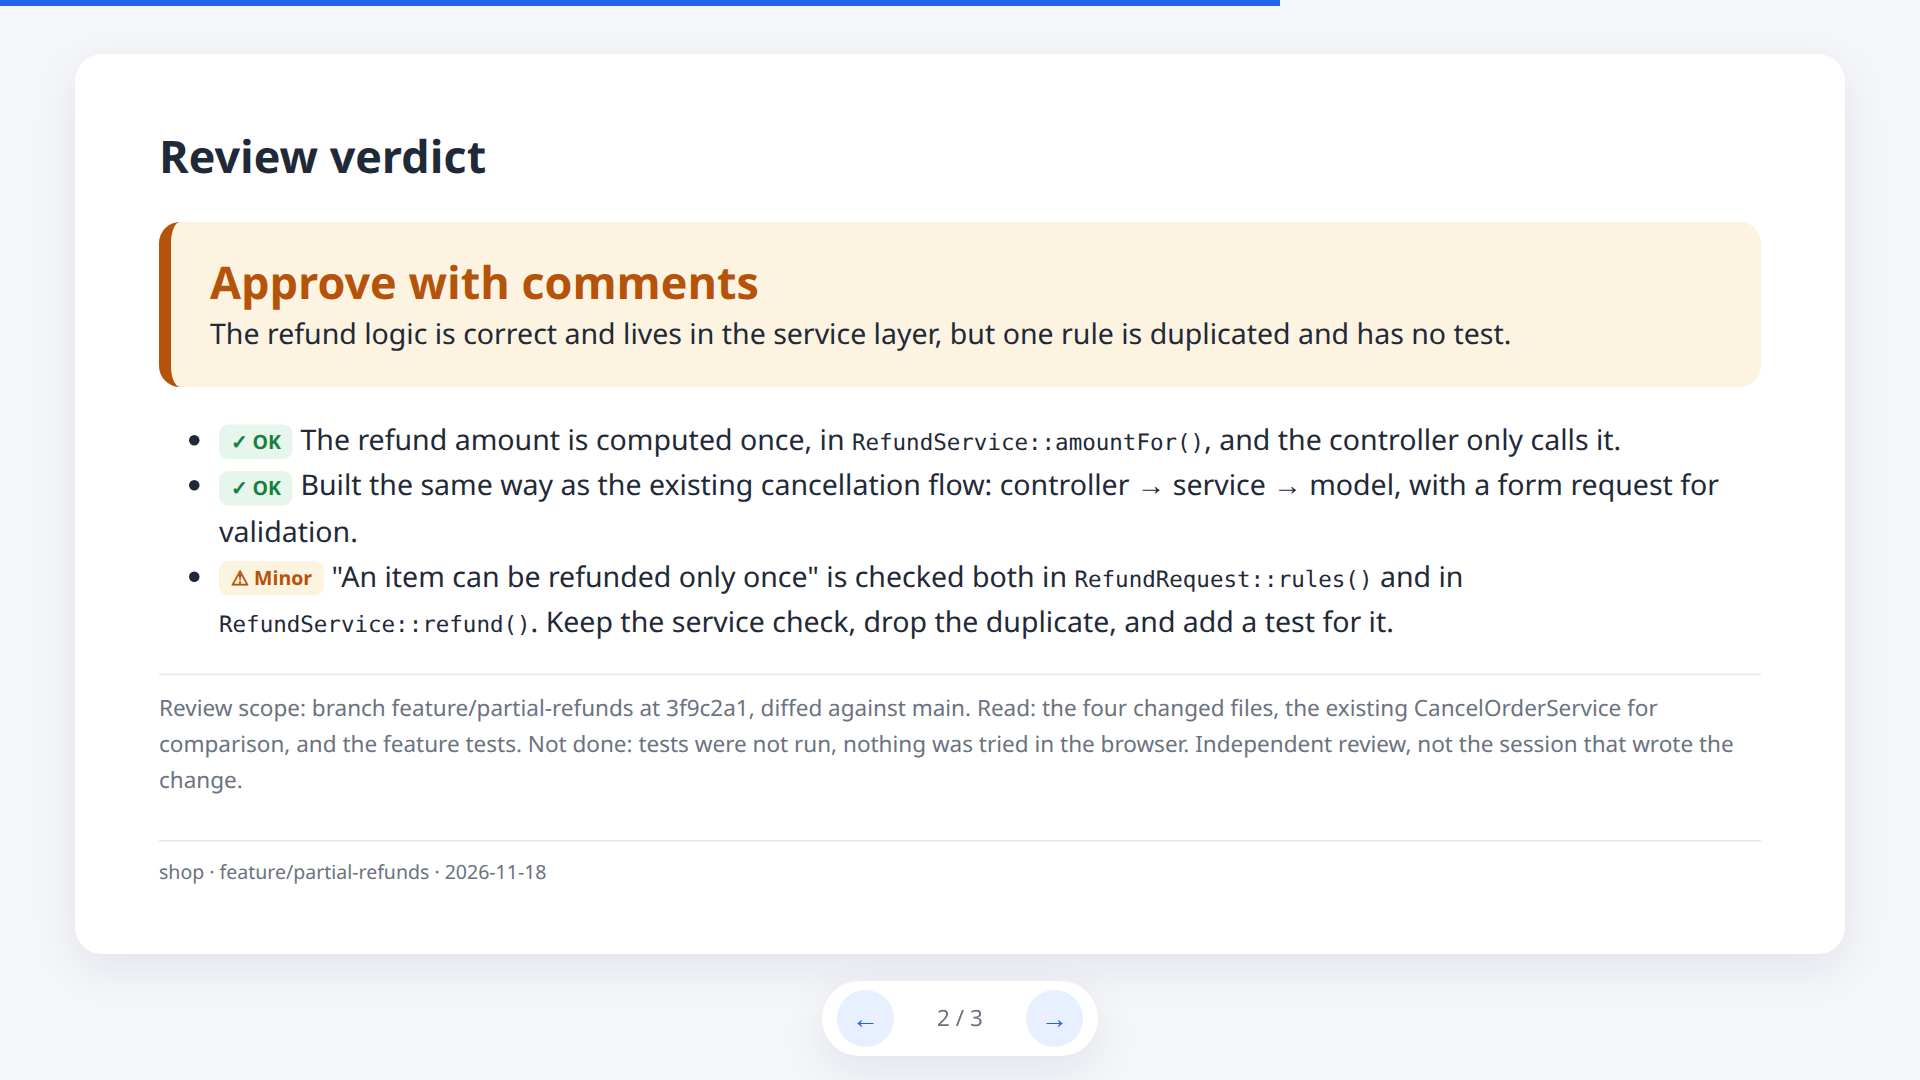 Review verdict
Approve with comments
The refund logic is correct and lives in the service layer, but one rule is duplicated and has no test.
• ✓ OK The refund amount is computed once, in RefundService::amountFor(), and the controller only calls it.
• ✓ OK Built the same way as the existing cancellation flow: controller → service → model, with a form request for
validation.
• ⚠ Minor "An item can be refunded only once" is checked both in RefundRequest::rules() and in
RefundService::refund(). Keep the service check, drop the duplicate, and add a test for it.
Review scope: branch feature/partial-refunds at 3f9c2a1, diffed against main. Read: the four changed files, the existing CancelOrderService for
comparison, and the feature tests. Not done: tests were not run, nothing was tried in the browser. Independent review, not the session that wrote the
change.
shop · feature/partial-refunds · 2026-11-18
← 2 / 3 →